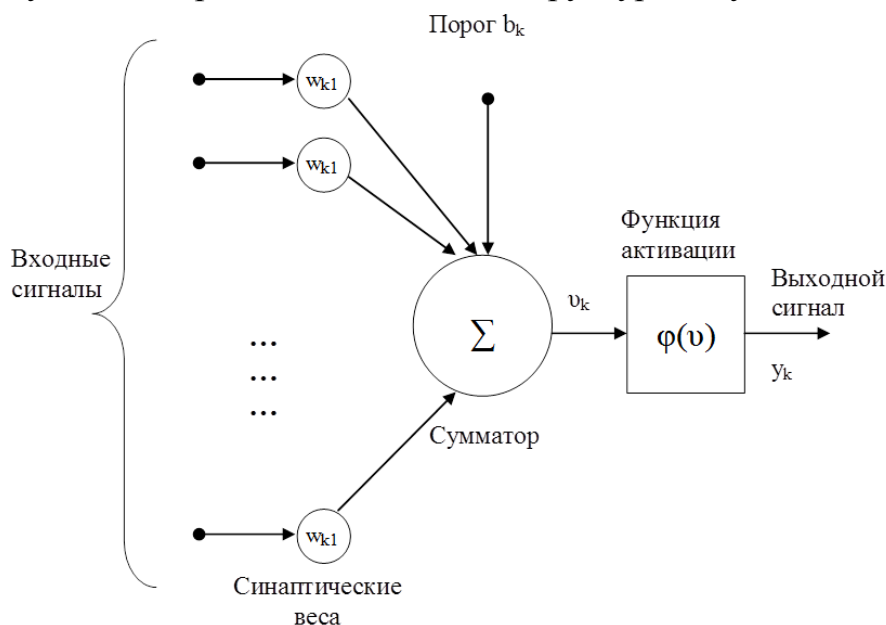 Порог bₖ
wₖ₁
wₖ₁
Функция
активации
Входные
сигналы
υₖ
Выходной
сигнал
Σ
φ(υ)
yₖ
...
...
...
Сумматор
wₖ₁
Синаптические
веса